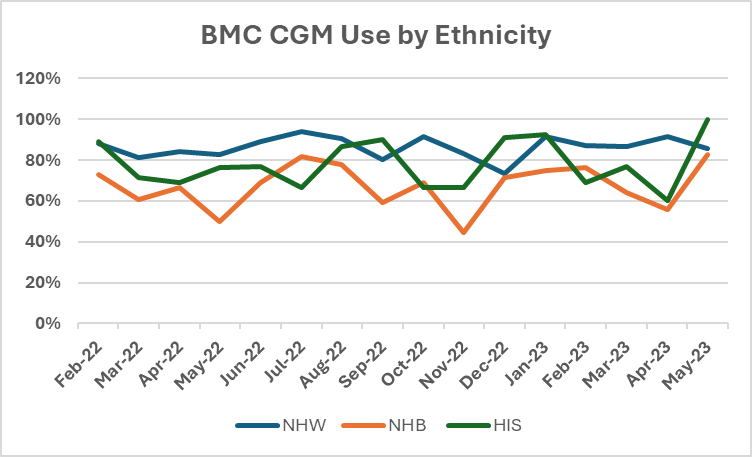 BMC CGM Use by Ethnicity
120%
100%
80%
60%
40%
20%
0%
Feb-22
Mar-22
Apr-22
May-22
Jun-22
Jul-22
Aug-22
Sep-22
Oct-22
Nov-22
Dec-22
Jan-23
Feb-23
Mar-23
Apr-23
May-23
NHW NHB HIS